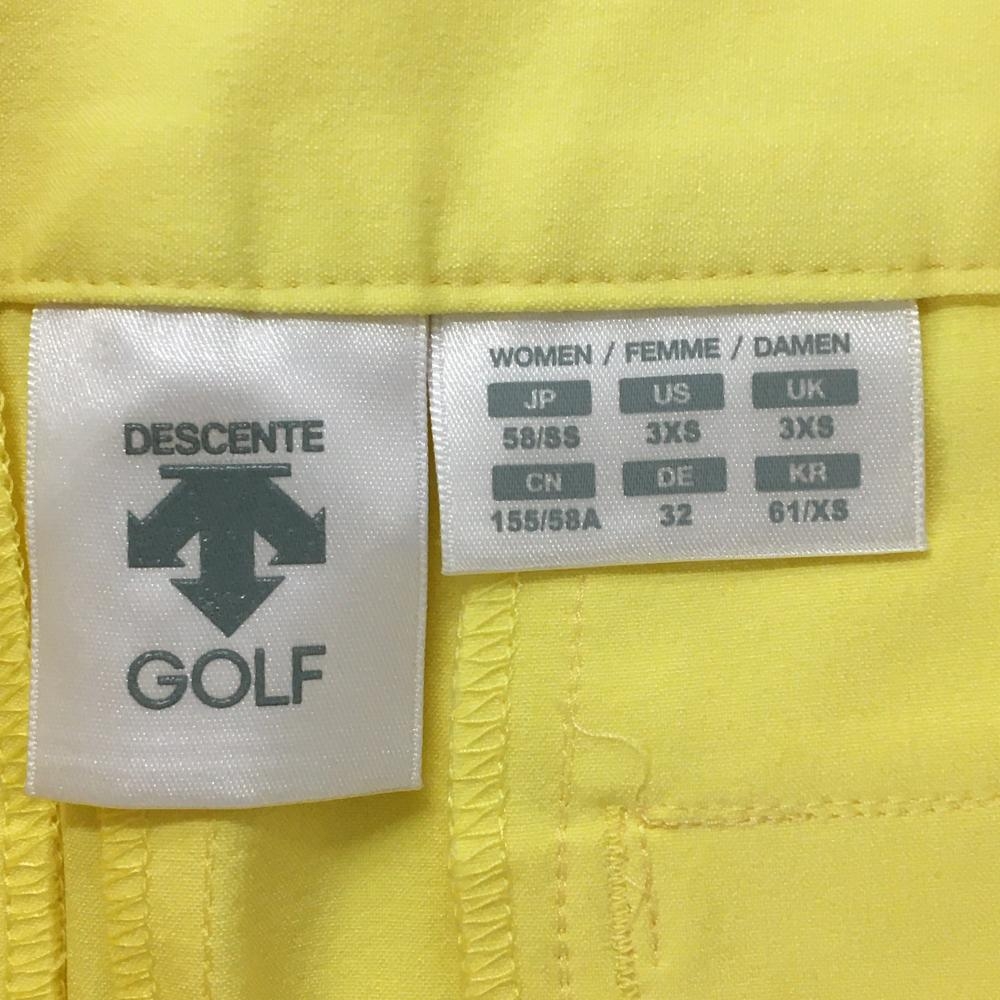 DESCENTE
GOLF
WOMEN / FEMME / DAMEN
JP US UK
58/SS 3XS 3XS
CN DE KR
155/58A 32 61/XS